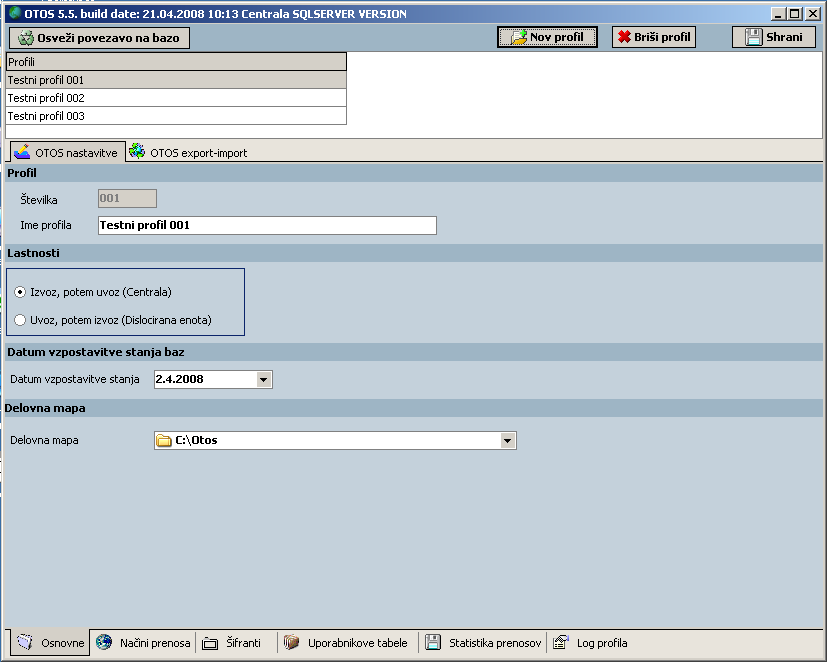 OTOS 5.5. build date: 21.04.2008 10:13 Centrala SQLSERVER VERSION
Osveži povezavo na bazo
Nov profil
Briši profil
Shrani
Profili
Testni profil 001
Testni profil 002
Testni profil 003
OTOS nastavitve
OTOS export-import
Profil
Številka
001
Ime profila
Testni profil 001
Lastnosti
Izvoz, potem uvoz (Centrala)
Uvoz, potem izvoz (Dislocirana enota)
Datum vzpostavitve stanja baz
Datum vzpostavitve stanja
2.4.2008
Delovna mapa
Delovna mapa
C:\Otos
Osnovne
Načini prenosa
Šifranti
Uporabnikove tabele
Statistika prenosov
Log profila